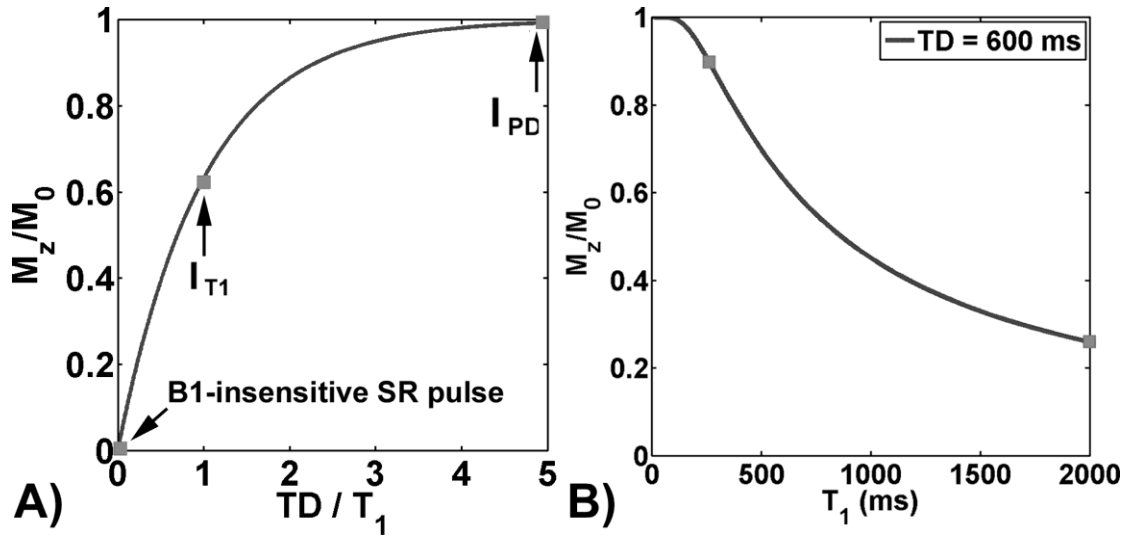 1
0.8
0.6
0.4
0.2
0
M_z/M_0
I_PD
I_T1
B1-insensitive SR pulse
0 1 2 3 4 5
TD / T_1
A)
1
0.8
0.6
0.4
0.2
0
M_z/M_0
TD = 600 ms
0 500 1000 1500 2000
T_1 (ms)
B)